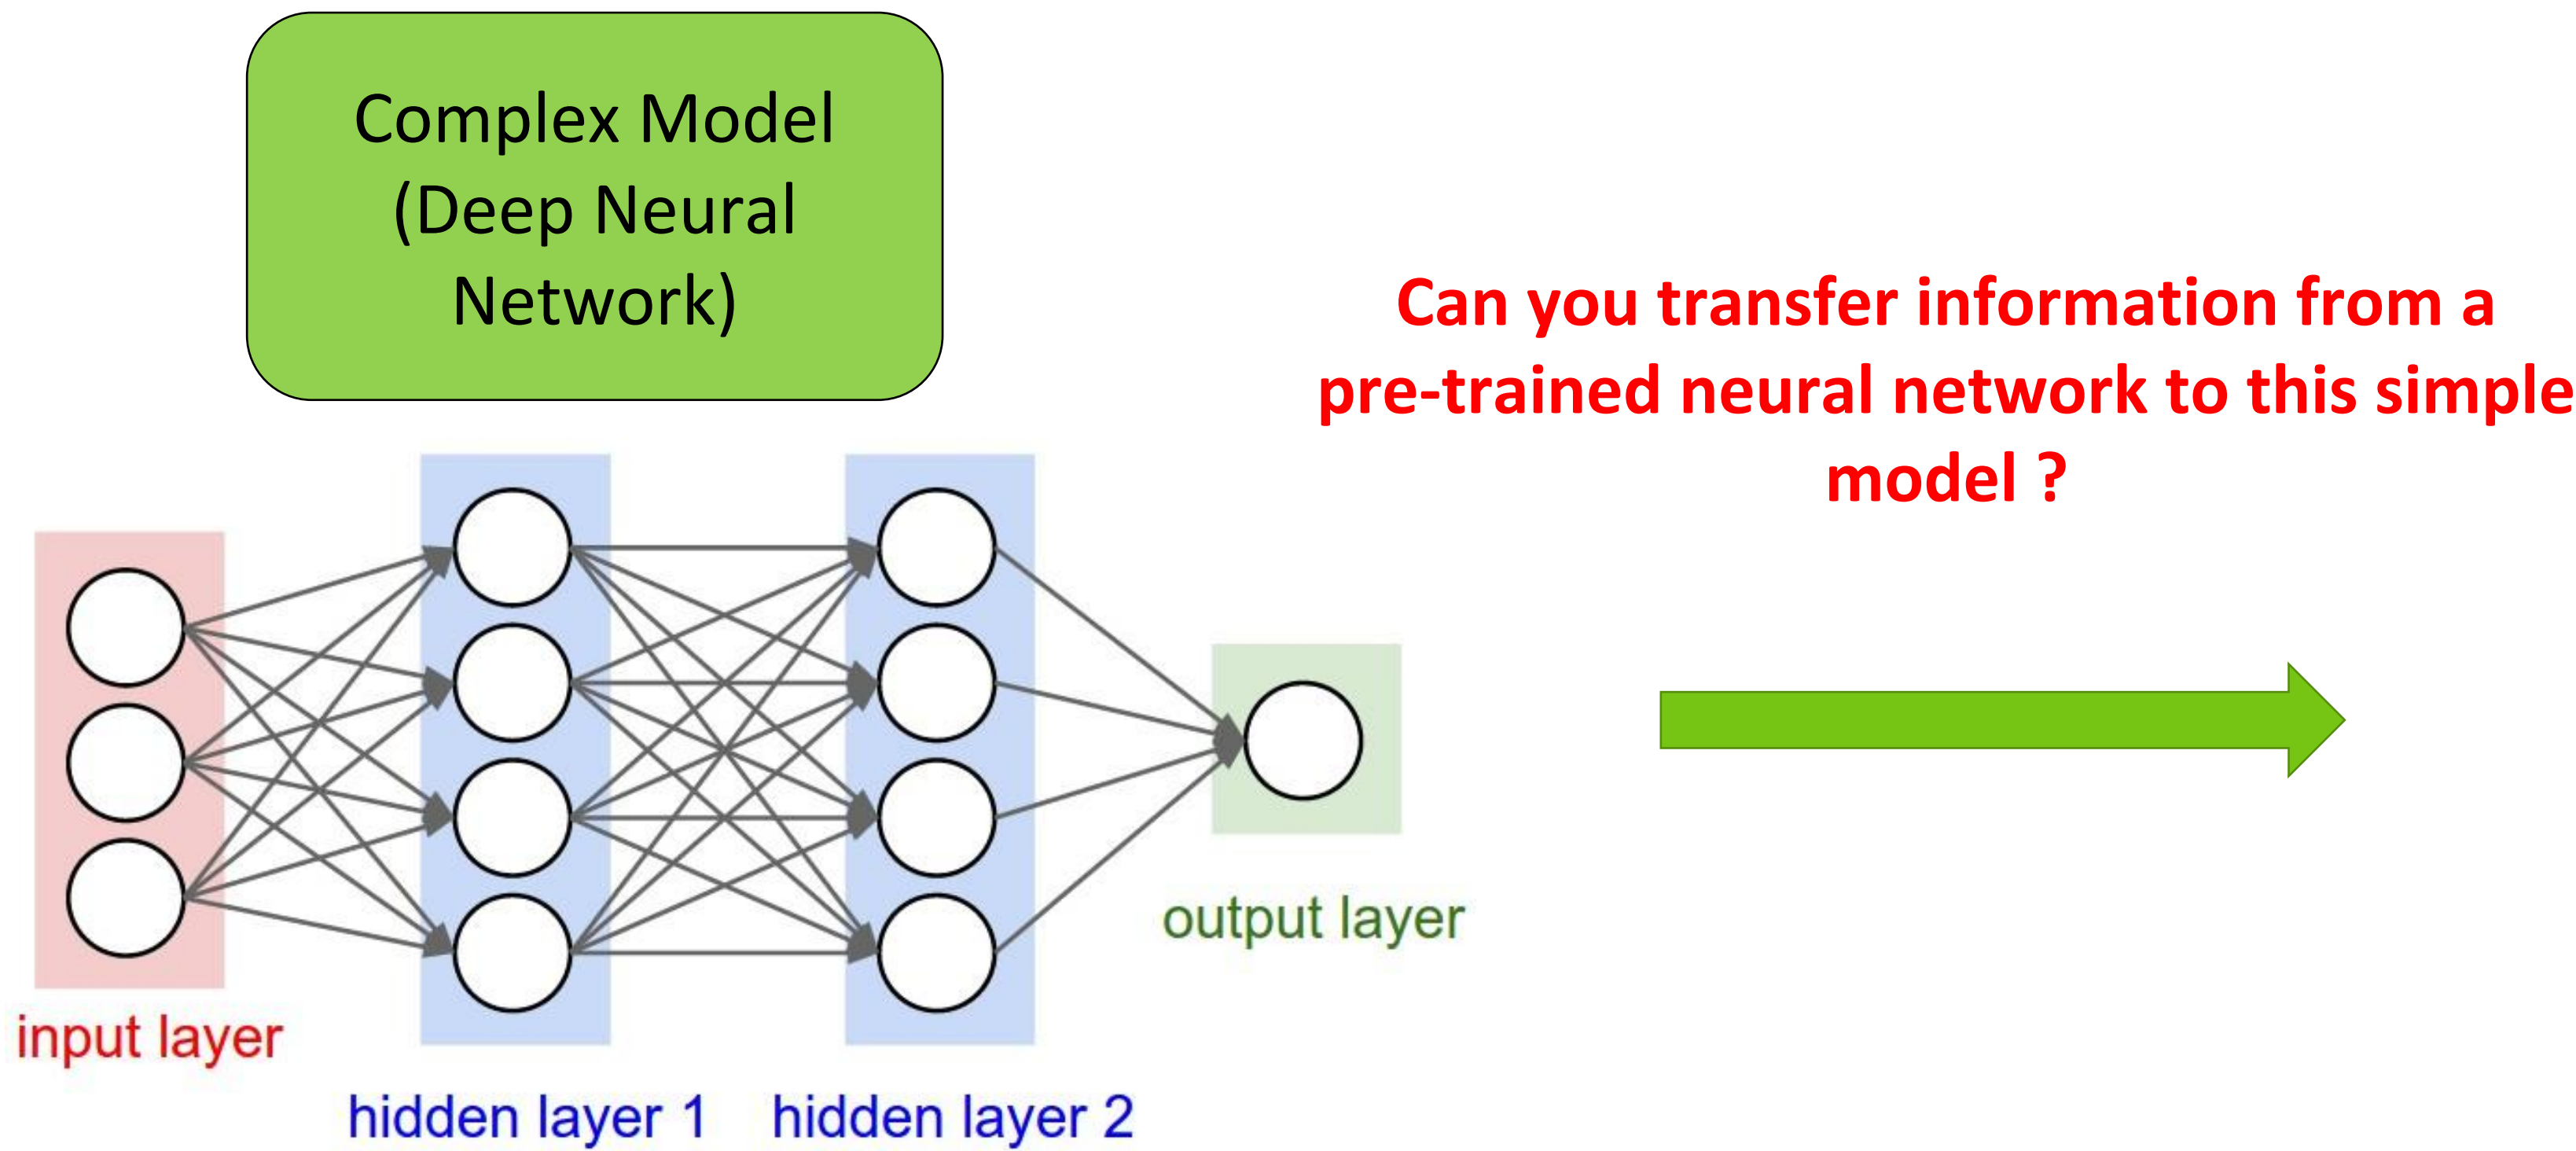 Complex Model
(Deep Neural
Network)
Can you transfer information from a
pre-trained neural network to this simple
model ?
input layer
hidden layer 1
hidden layer 2
output layer